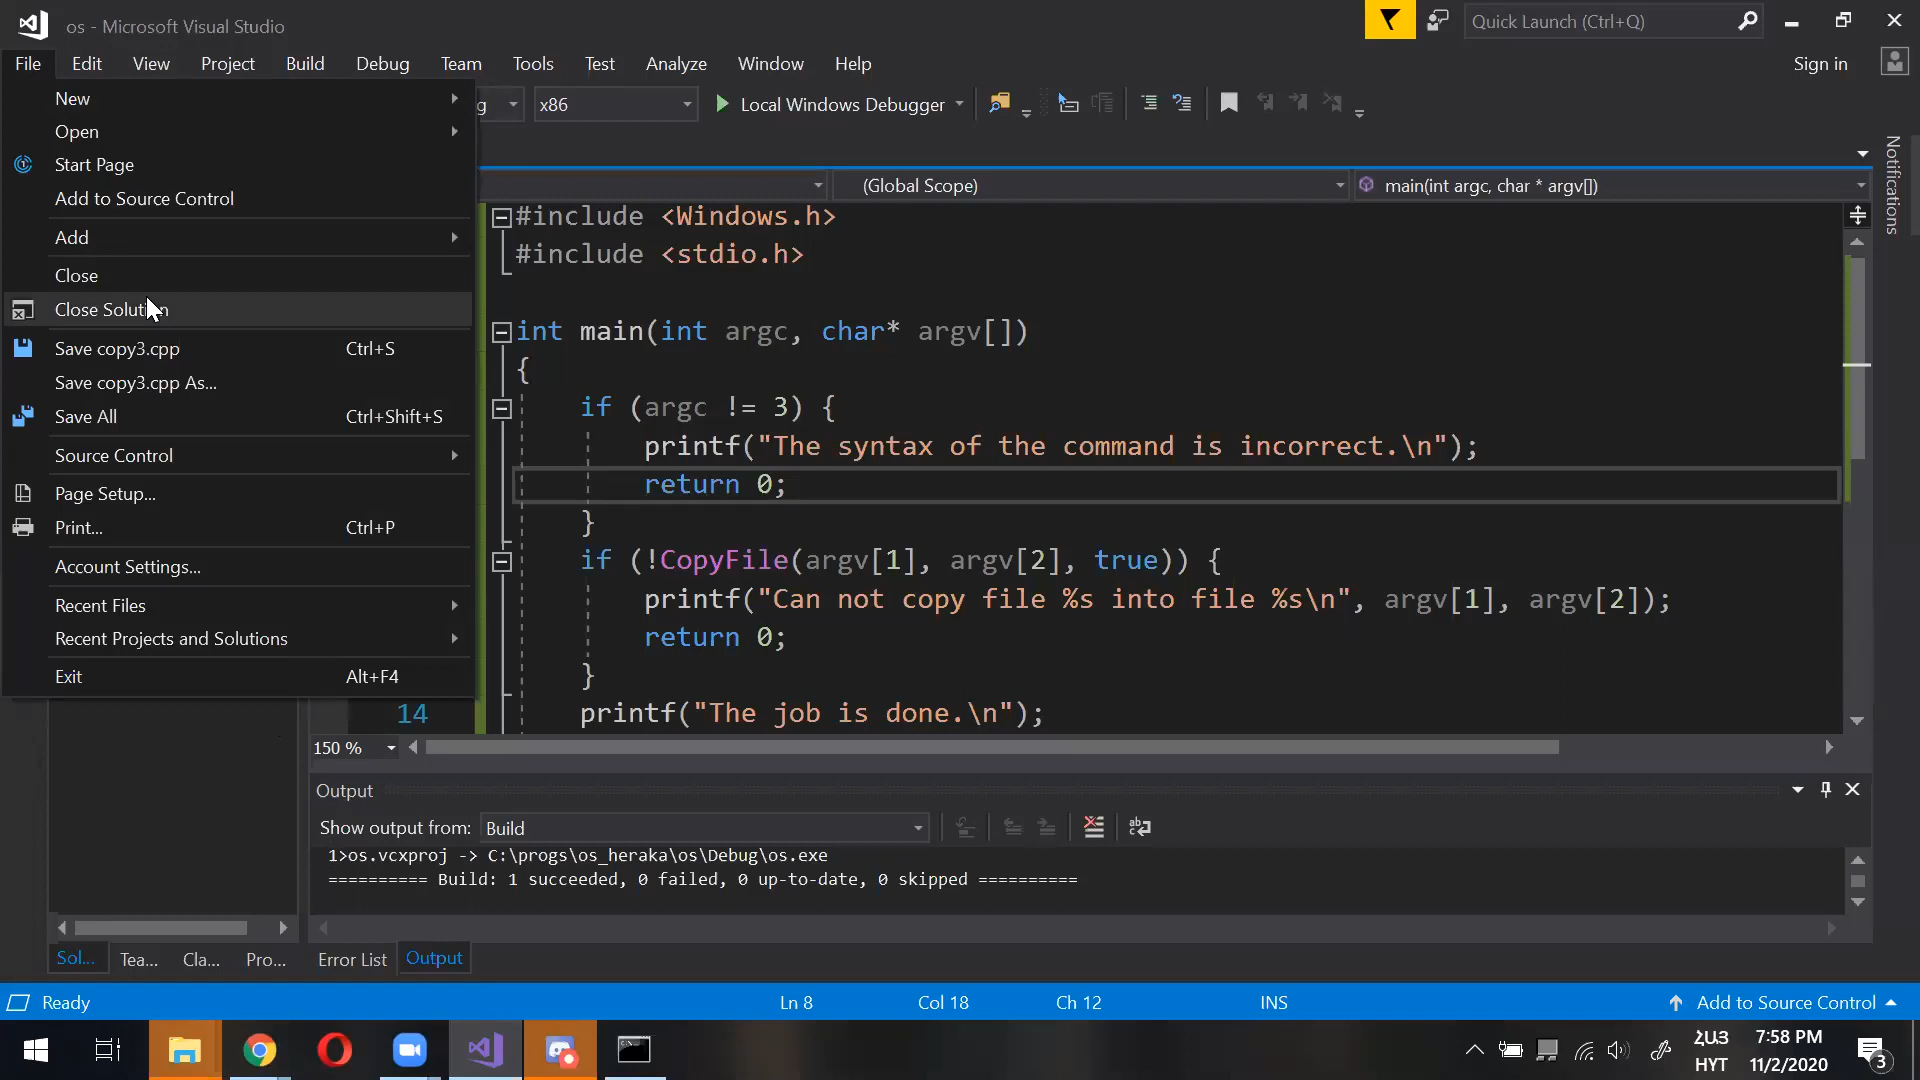 os - Microsoft Visual Studio
Quick Launch (Ctrl+Q)
File Edit View Project Build Debug Team Tools Test Analyze Window Help
Sign in
g x86 Local Windows Debugger
New
Open
Start Page
Add to Source Control
Add
Close
Close Solution
Save copy3.cpp Ctrl+S
Save copy3.cpp As...
Save All Ctrl+Shift+S
Source Control
Page Setup...
Print... Ctrl+P
Account Settings...
Recent Files
Recent Projects and Solutions
Exit Alt+F4
(Global Scope) main(int argc, char * argv[])
Notifications
#include <Windows.h>
#include <stdio.h>
int main(int argc, char* argv[])
{
if (argc != 3) {
printf("The syntax of the command is incorrect.\n");
return 0;
}
if (!CopyFile(argv[1], argv[2], true)) {
printf("Can not copy file %s into file %s\n", argv[1], argv[2]);
return 0;
}
14 printf("The job is done.\n");
150 %
Output
Show output from: Build
1>os.vcxproj -> C:\progs\os_heraka\os\Debug\os.exe
========== Build: 1 succeeded, 0 failed, 0 up-to-date, 0 skipped ==========
Sol... Tea... Cla... Pro... Error List Output
Ready Ln 8 Col 18 Ch 12 INS Add to Source Control
ՀԱՅ 7:58 PM
HYT 11/2/2020
3